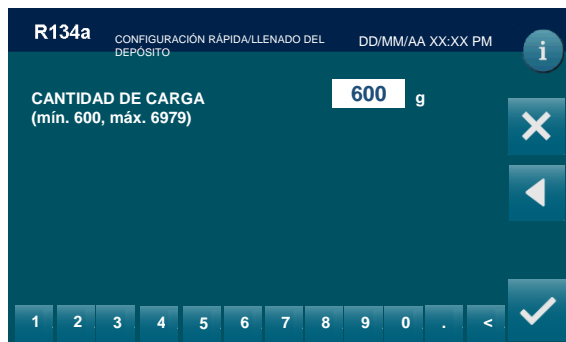 R134a
CONFIGURACIÓN RÁPIDA/LLENADO DEL
DEPÓSITO
DD/MM/AA XX:XX PM
i
CANTIDAD DE CARGA
(mín. 600, máx. 6979)
600 g
1 2 3 4 5 6 7 8 9 0 . <